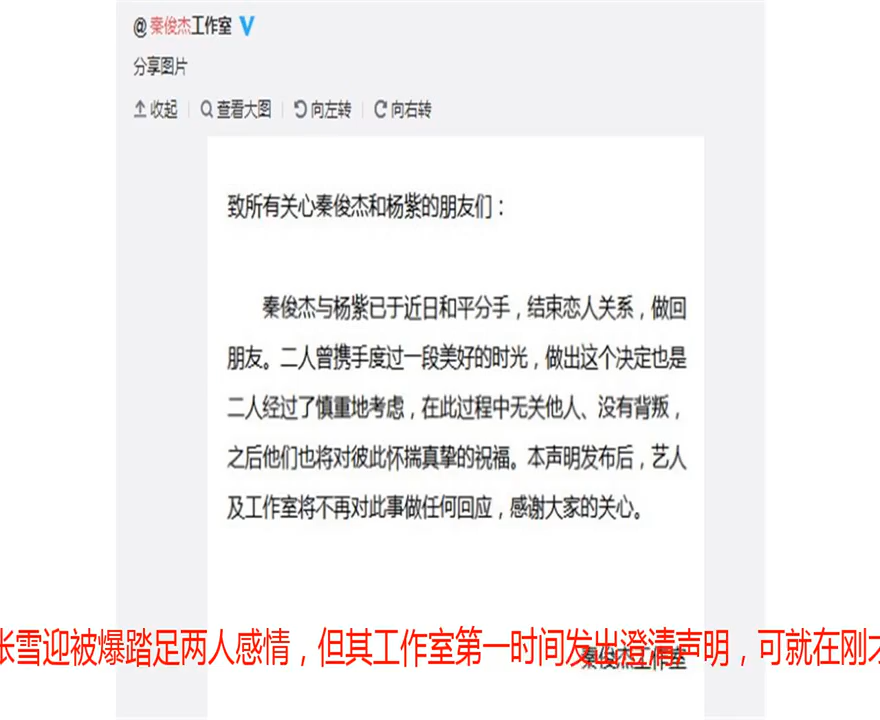 @秦俊杰工作室
分享图片
收起 查看大图 向左转 向右转
致所有关心秦俊杰和杨紫的朋友们：
秦俊杰与杨紫已于近日和平分手，结束恋人关系，做回
朋友。二人曾携手度过一段美好的时光，做出这个决定也是
二人经过了慎重地考虑，在此过程中无关他人、没有背叛，
之后他们也将对彼此怀揣真挚的祝福。本声明发布后，艺人
及工作室将不再对此事做任何回应，感谢大家的关心。
张雪迎被爆踏足两人感情，但其工作室第一时间发出澄清声明，可就在刚才
秦俊杰工作室